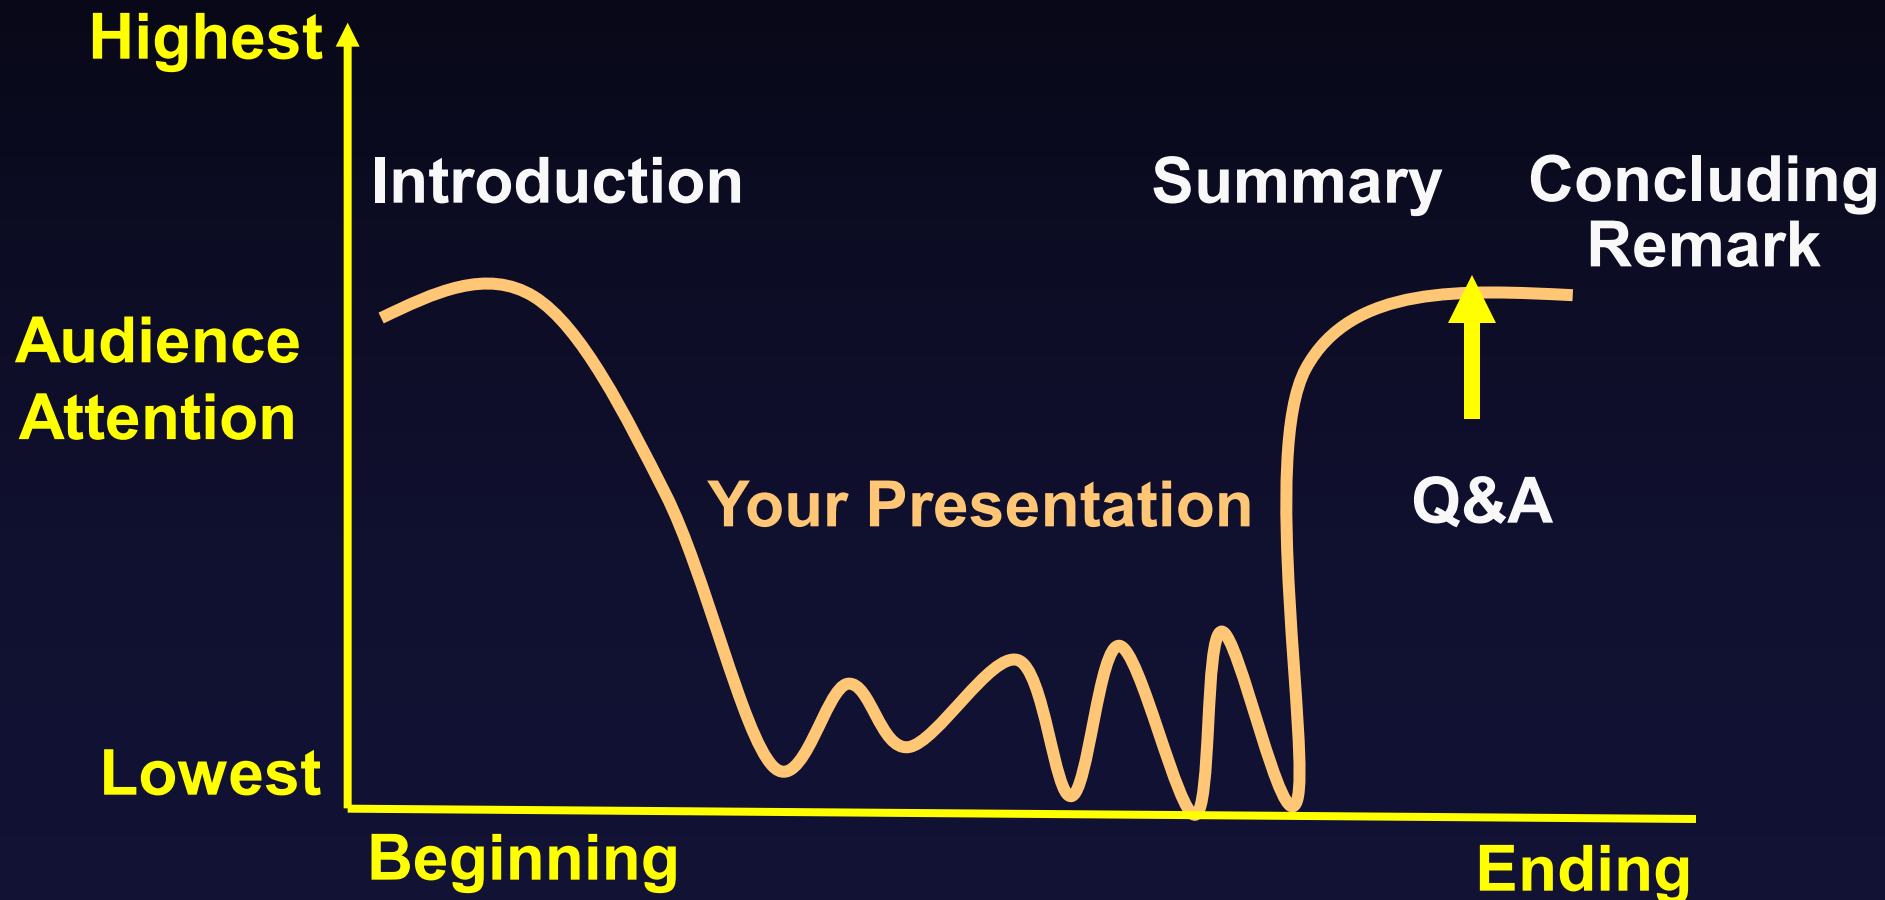 Highest
Introduction
Summary
Concluding
Remark
Audience
Attention
Your Presentation
Q&A
Lowest
Beginning
Ending